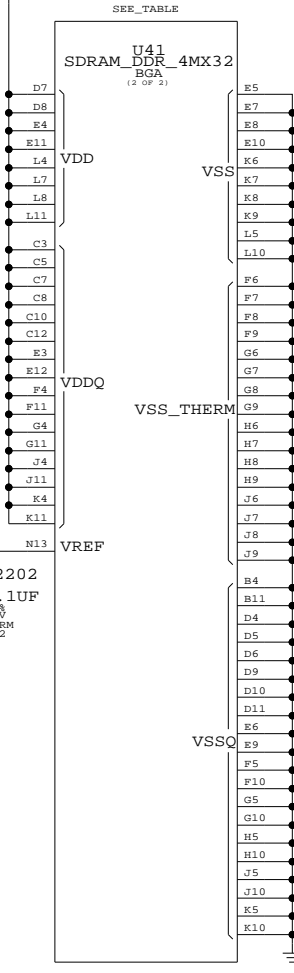 SEE_TABLE
U41
SDRAM_DDR_4MX32
BGA
(2 OF 2)
D7
D8
E4
E11
L4
L7
L8
L11
VDD
C3
C5
C7
C8
C10
C12
E3
E12
F4
F11
G4
G11
J4
J11
K4
K11
VDDQ
N13
VREF
2202
.1UF
%
V
RM
2
E5
E7
E8
E10
K6
K7
K8
K9
L5
L10
VSS
F6
F7
F8
F9
G6
G7
G8
G9
H6
H7
H8
H9
J6
J7
J8
J9
VSS_THERM
B4
B11
D4
D5
D6
D9
D10
D11
E6
E9
F5
F10
G5
G10
H5
H10
J5
J10
K5
K10
VSSQ